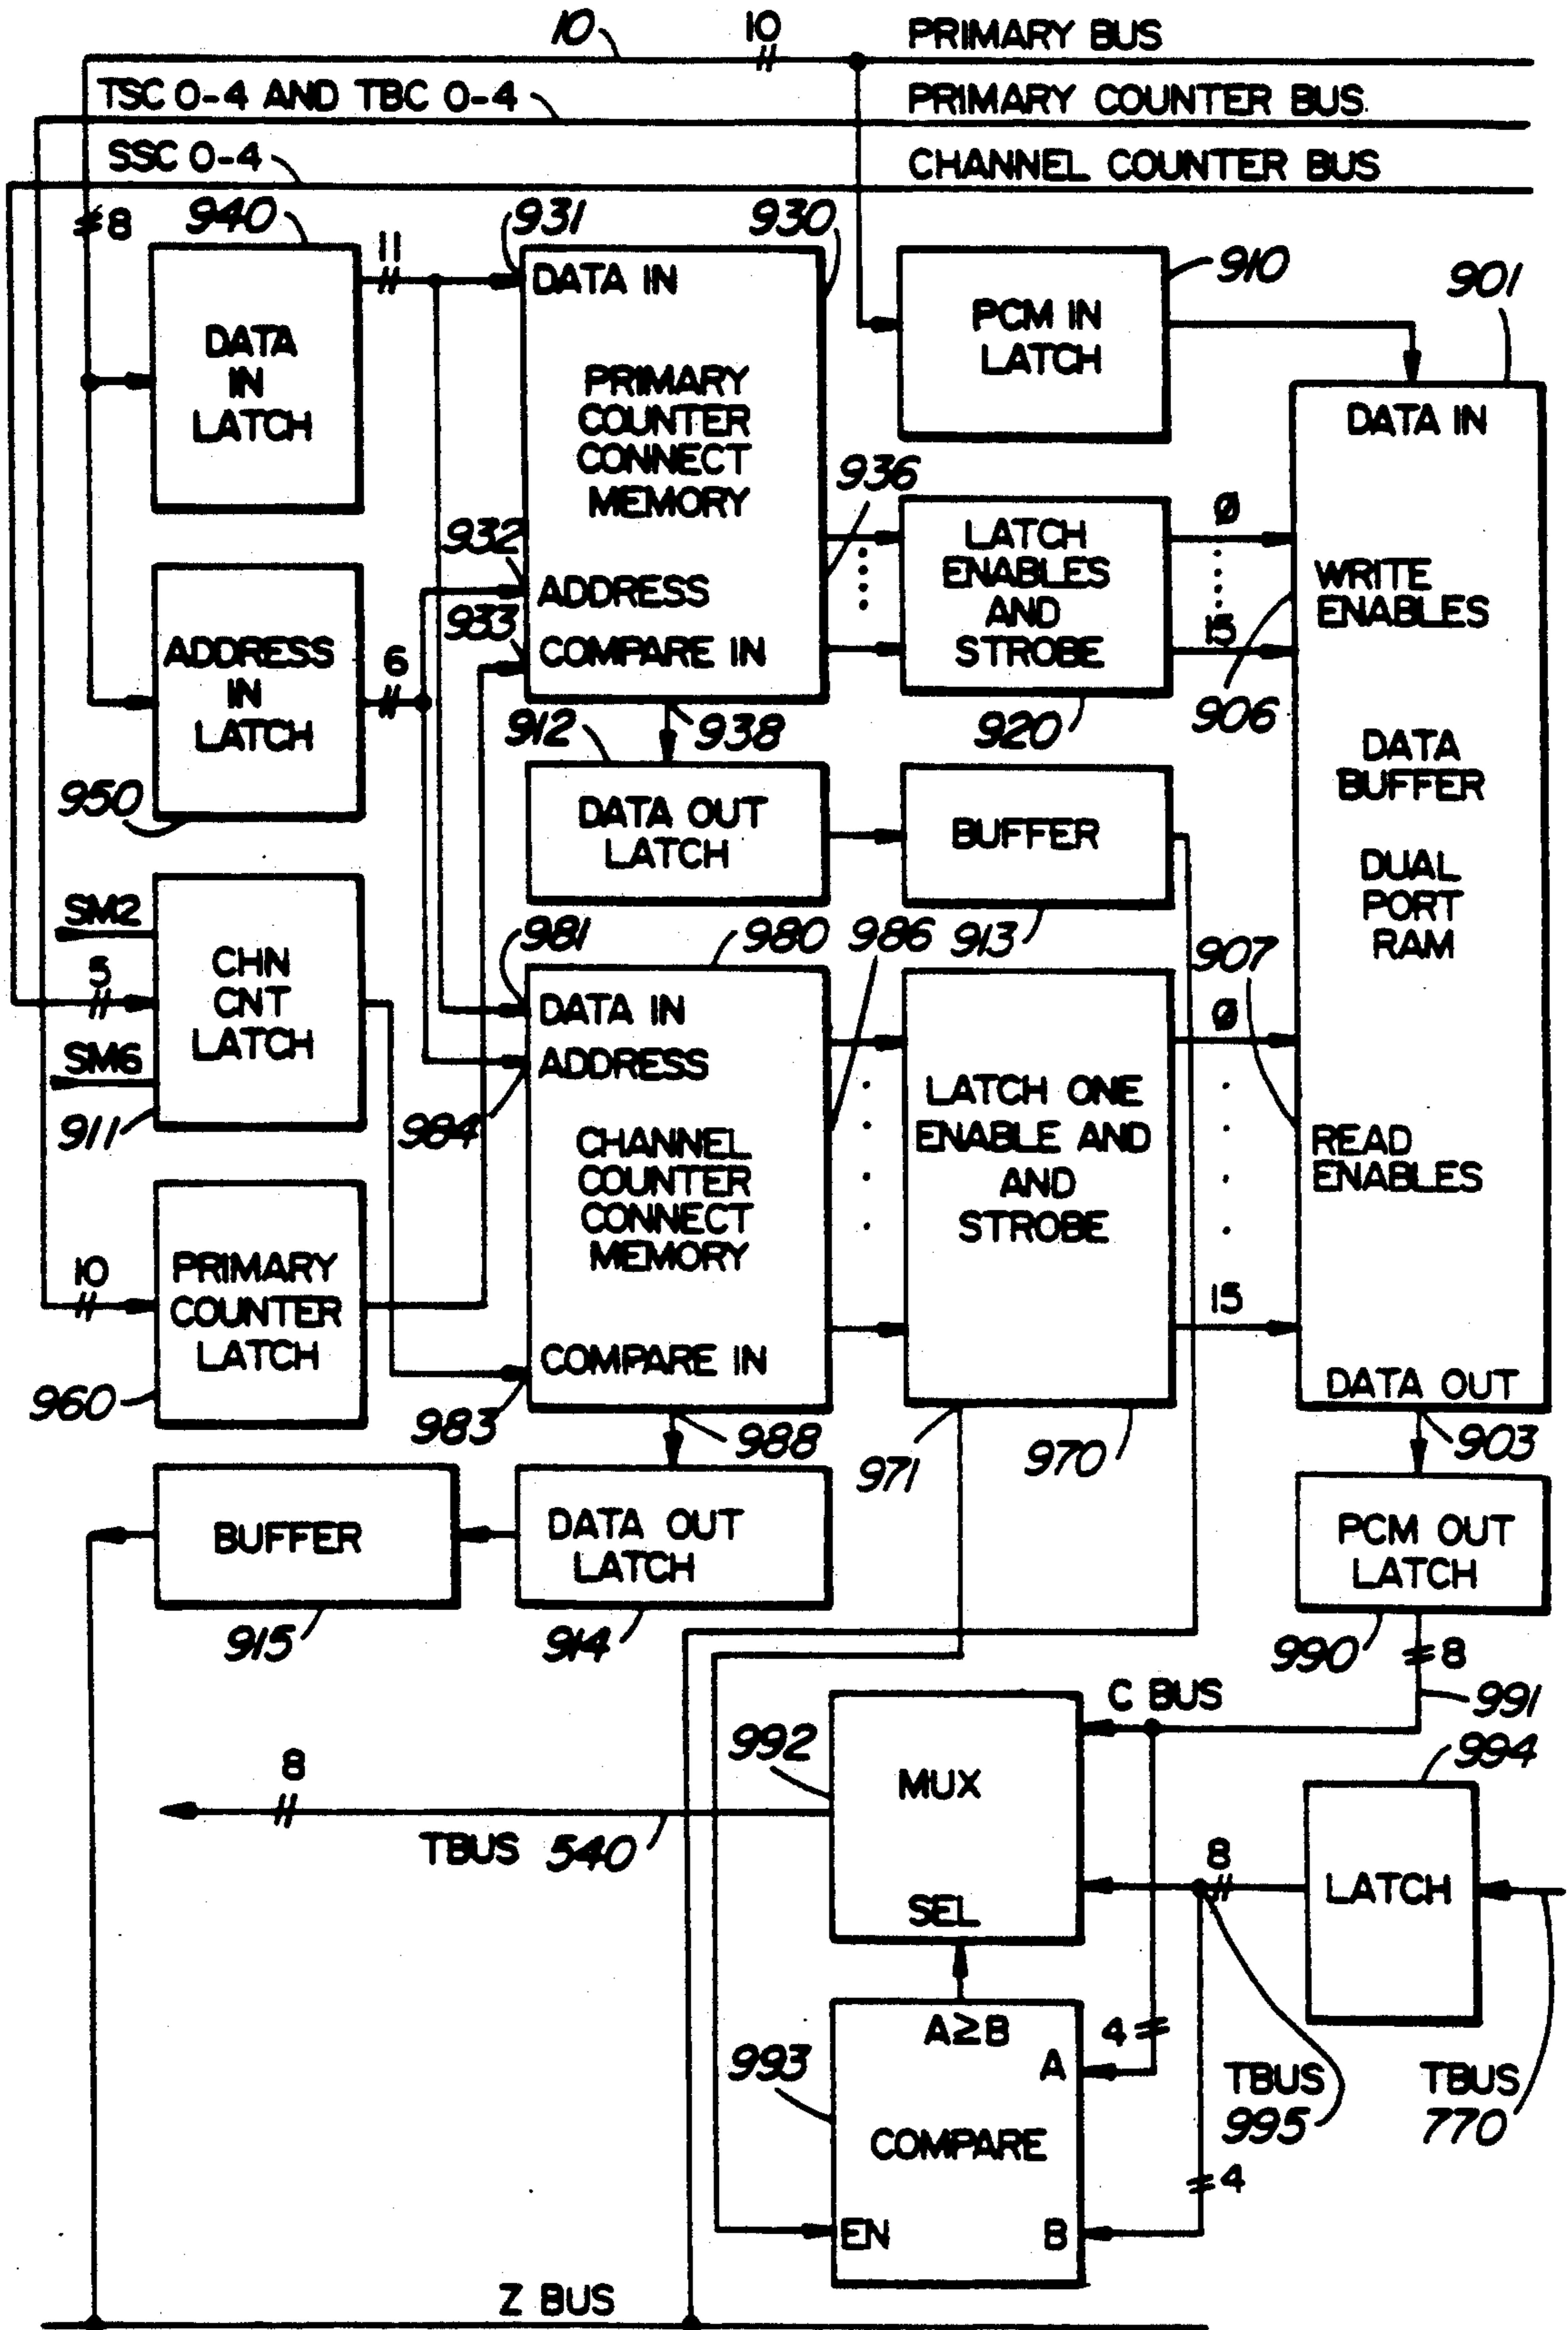 10
10
PRIMARY BUS
TSC 0-4 AND TBC 0-4
PRIMARY COUNTER BUS
SSC 0-4
CHANNEL COUNTER BUS
8
940
11
931
930
910
901
DATA
IN
LATCH
DATA IN
PRIMARY
COUNTER
CONNECT
MEMORY
932
ADDRESS
933
COMPARE IN
936
PCM IN
LATCH
DATA IN
LATCH
ENABLES
AND
STROBE
Ø
15
WRITE
ENABLES
906
920
ADDRESS
IN
LATCH
6
950
912
938
DATA OUT
LATCH
BUFFER
913
DATA
BUFFER
DUAL
PORT
RAM
SM2
5
SM6
CHN
CNT
LATCH
911
981
980
986
907
DATA IN
ADDRESS
984
CHANNEL
COUNTER
CONNECT
MEMORY
COMPARE IN
983
988
LATCH ONE
ENABLE AND
AND
STROBE
Ø
15
READ
ENABLES
DATA OUT
903
10
PRIMARY
COUNTER
LATCH
960
971
970
BUFFER
915
DATA OUT
LATCH
914
PCM OUT
LATCH
990
8
991
C BUS
992
MUX
SEL
994
8
TBUS 540
8
LATCH
A≥B
993
A
4
COMPARE
EN
B
4
TBUS
995
TBUS
770
Z BUS